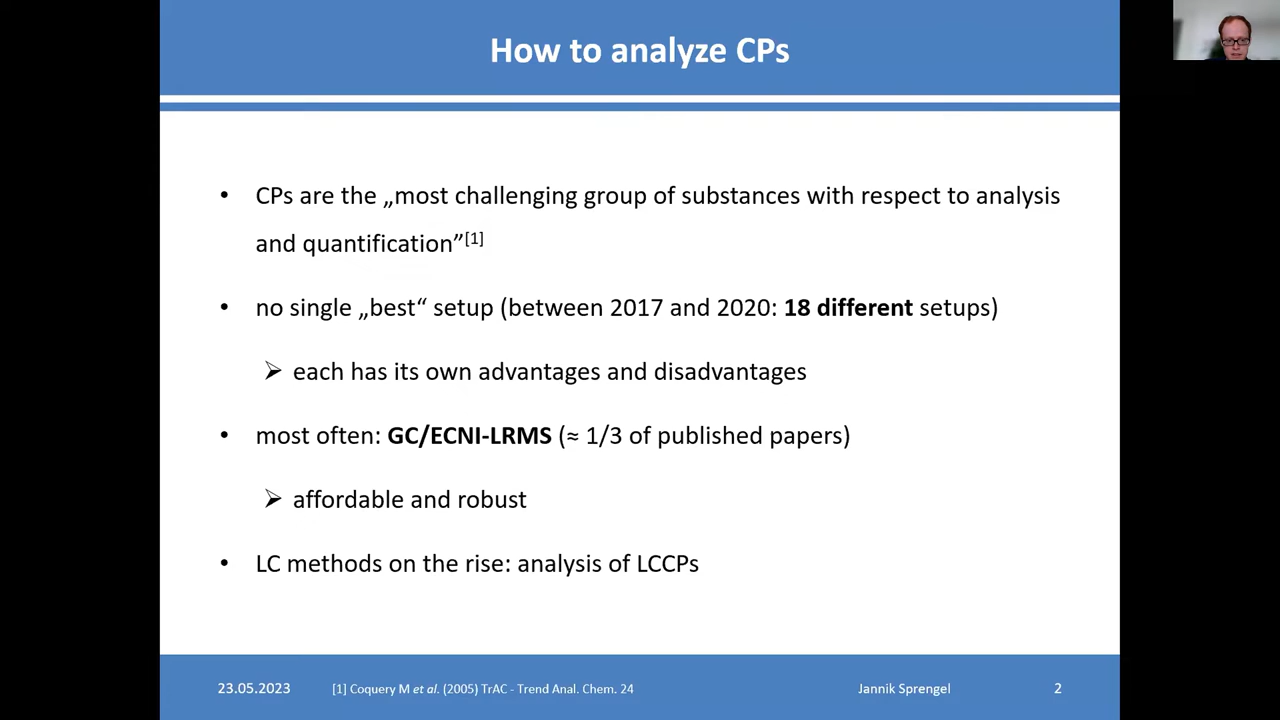 How to analyze CPs
• CPs are the „most challenging group of substances with respect to analysis
and quantification”[1]
• no single „best“ setup (between 2017 and 2020: 18 different setups)
➢ each has its own advantages and disadvantages
• most often: GC/ECNI-LRMS (≈ 1/3 of published papers)
➢ affordable and robust
• LC methods on the rise: analysis of LCCPs
23.05.2023 [1] Coquery M et al. (2005) TrAC - Trend Anal. Chem. 24 Jannik Sprengel 2